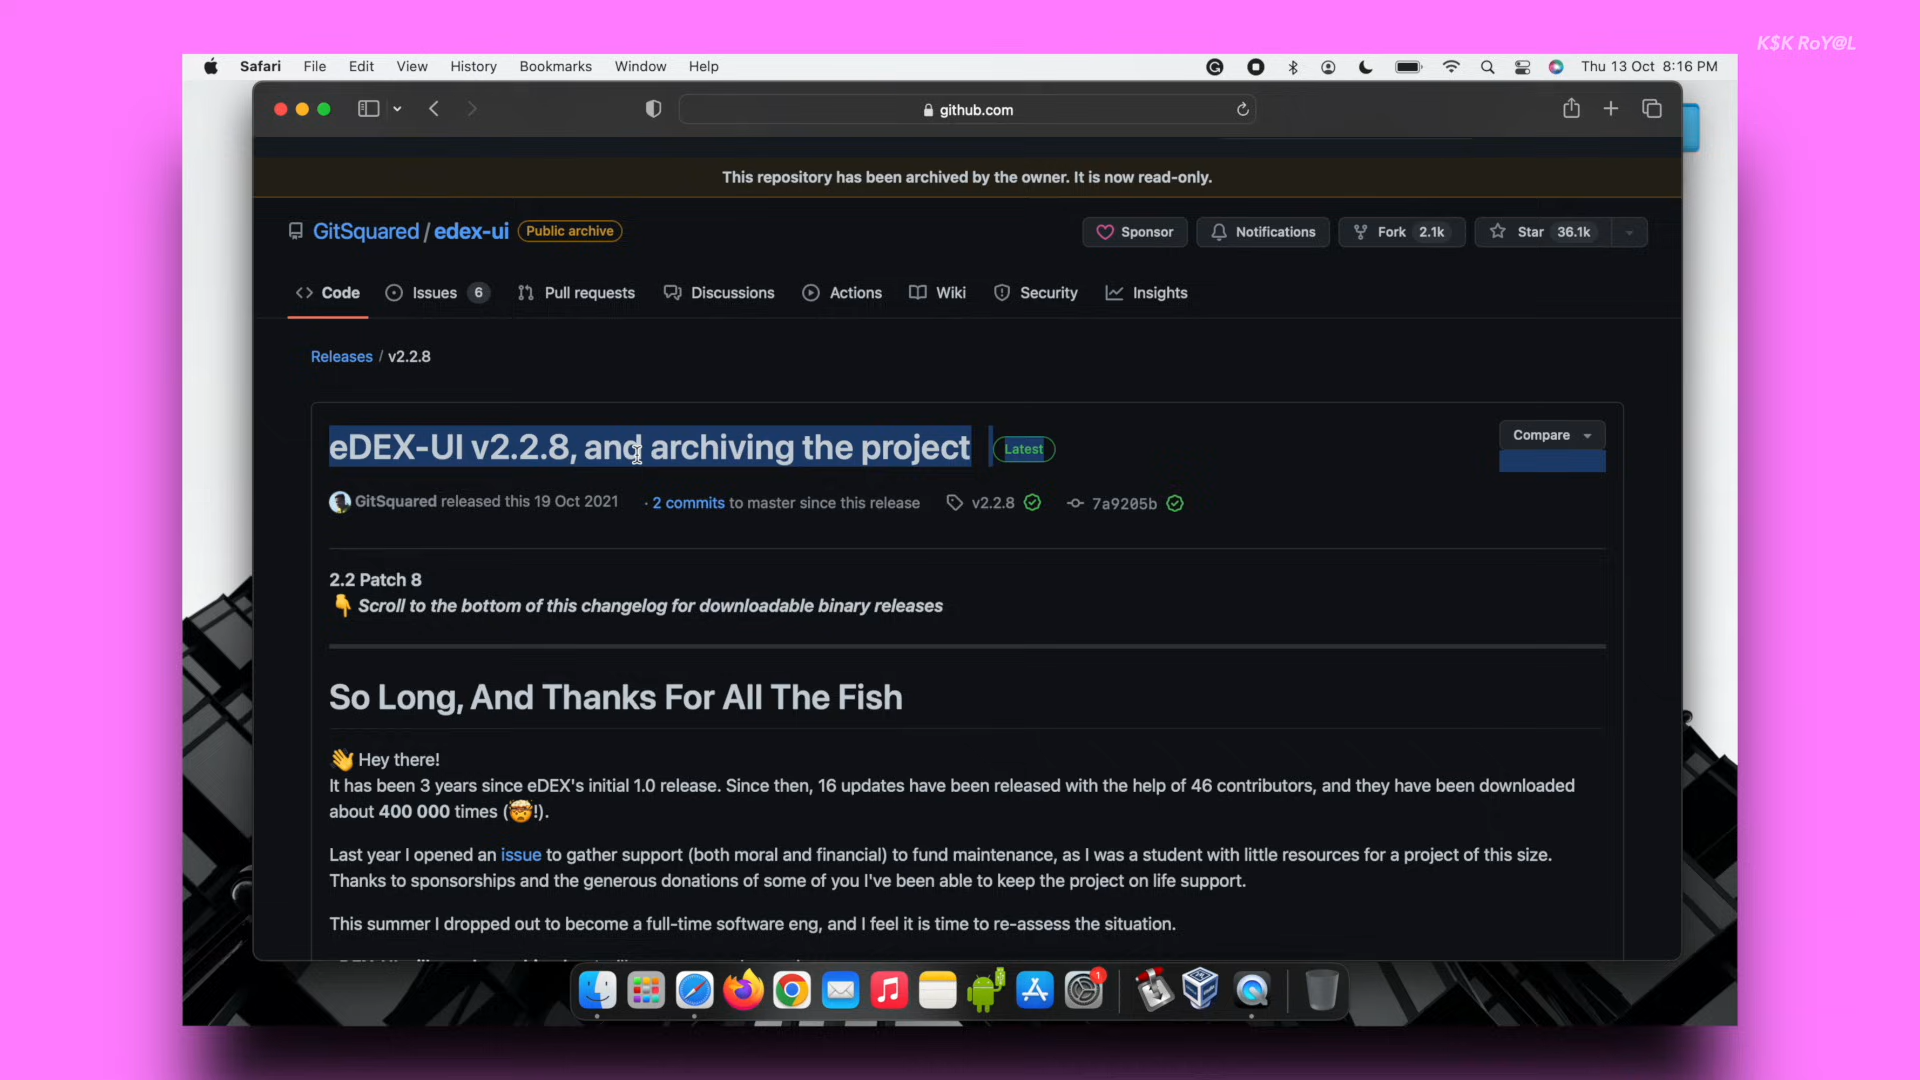 K$K RoY@L
Safari File Edit View History Bookmarks Window Help Thu 13 Oct 8:16 PM
github.com
This repository has been archived by the owner. It is now read-only.
GitSquared / edex-ui Public archive Sponsor Notifications Fork 2.1k Star 36.1k
Code Issues 6 Pull requests Discussions Actions Wiki Security Insights
Releases / v2.2.8
eDEX-UI v2.2.8, and archiving the project Latest Compare
GitSquared released this 19 Oct 2021 · 2 commits to master since this release v2.2.8 7a9205b
2.2 Patch 8
👇 Scroll to the bottom of this changelog for downloadable binary releases
So Long, And Thanks For All The Fish
👋 Hey there!
It has been 3 years since eDEX's initial 1.0 release. Since then, 16 updates have been released with the help of 46 contributors, and they have been downloaded
about 400 000 times (🤯!).
Last year I opened an issue to gather support (both moral and financial) to fund maintenance, as I was a student with little resources for a project of this size.
Thanks to sponsorships and the generous donations of some of you I've been able to keep the project on life support.
This summer I dropped out to become a full-time software eng, and I feel it is time to re-assess the situation.
1